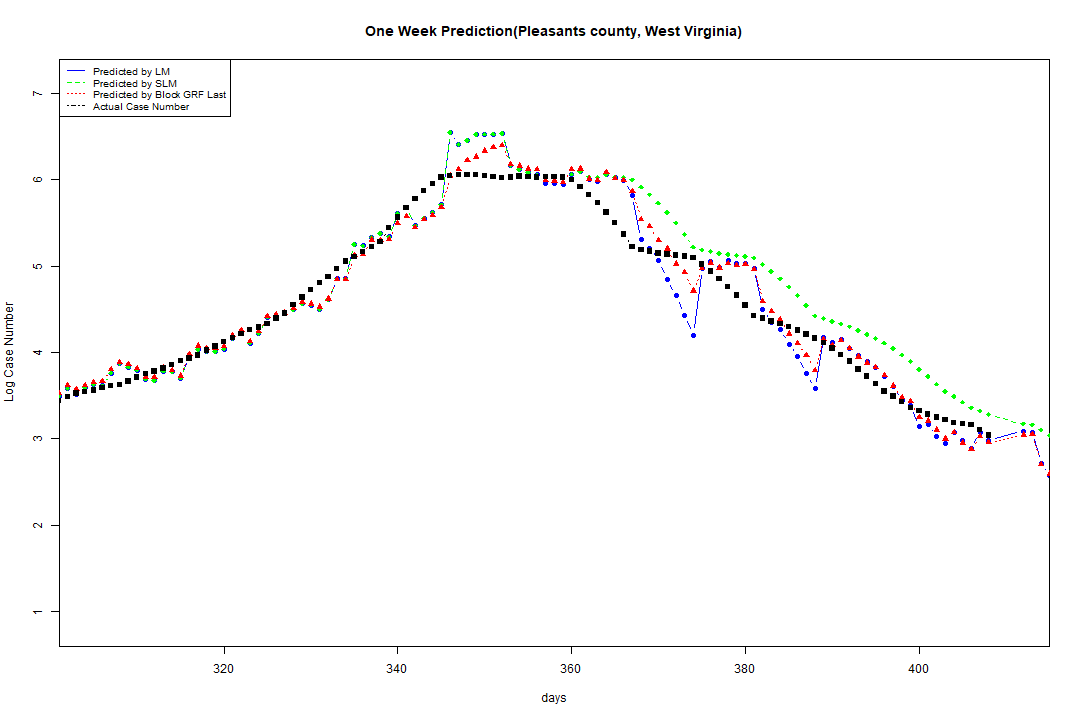 One Week Prediction(Pleasants county, West Virginia)
Predicted by LM
Predicted by SLM
Predicted by Block GRF Last
Actual Case Number
7
6
5
4
3
2
1
Log Case Number
320 340 360 380 400
days